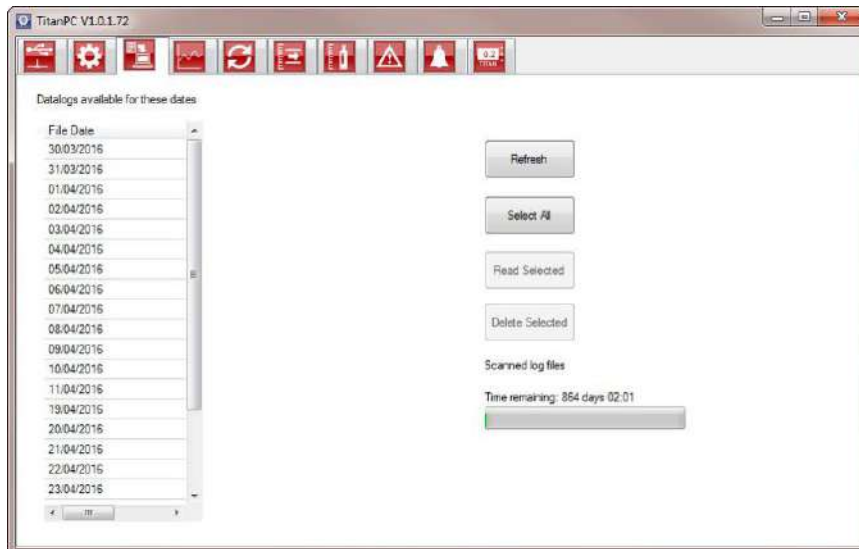 TitanPC V1.0.1.72
0.2
TITAN
Datalogs available for these dates
File Date
30/03/2016
31/03/2016
01/04/2016
02/04/2016
03/04/2016
04/04/2016
05/04/2016
06/04/2016
07/04/2016
08/04/2016
09/04/2016
10/04/2016
11/04/2016
19/04/2016
20/04/2016
21/04/2016
22/04/2016
23/04/2016
Refresh
Select All
Read Selected
Delete Selected
Scanned log files
Time remaining: 864 days 02:01